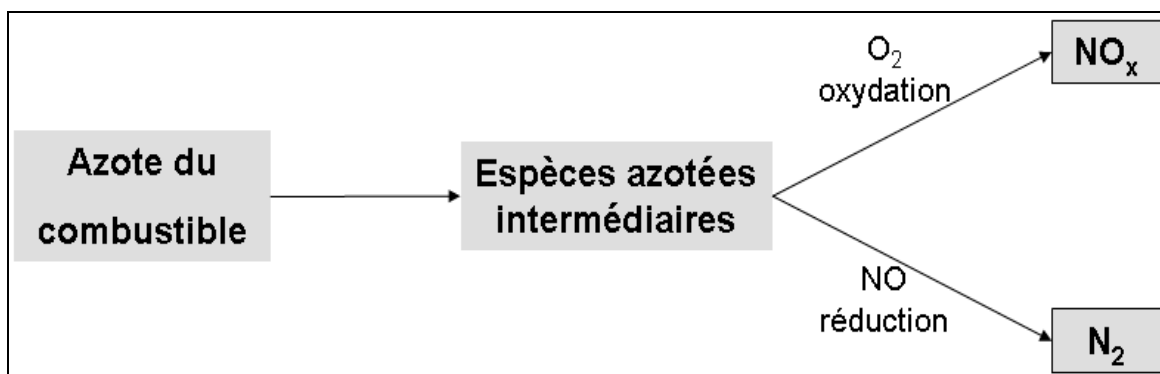 Azote du
combustible
Espèces azotées
intermédiaires
O₂
oxydation
NOₓ
NO
réduction
N₂